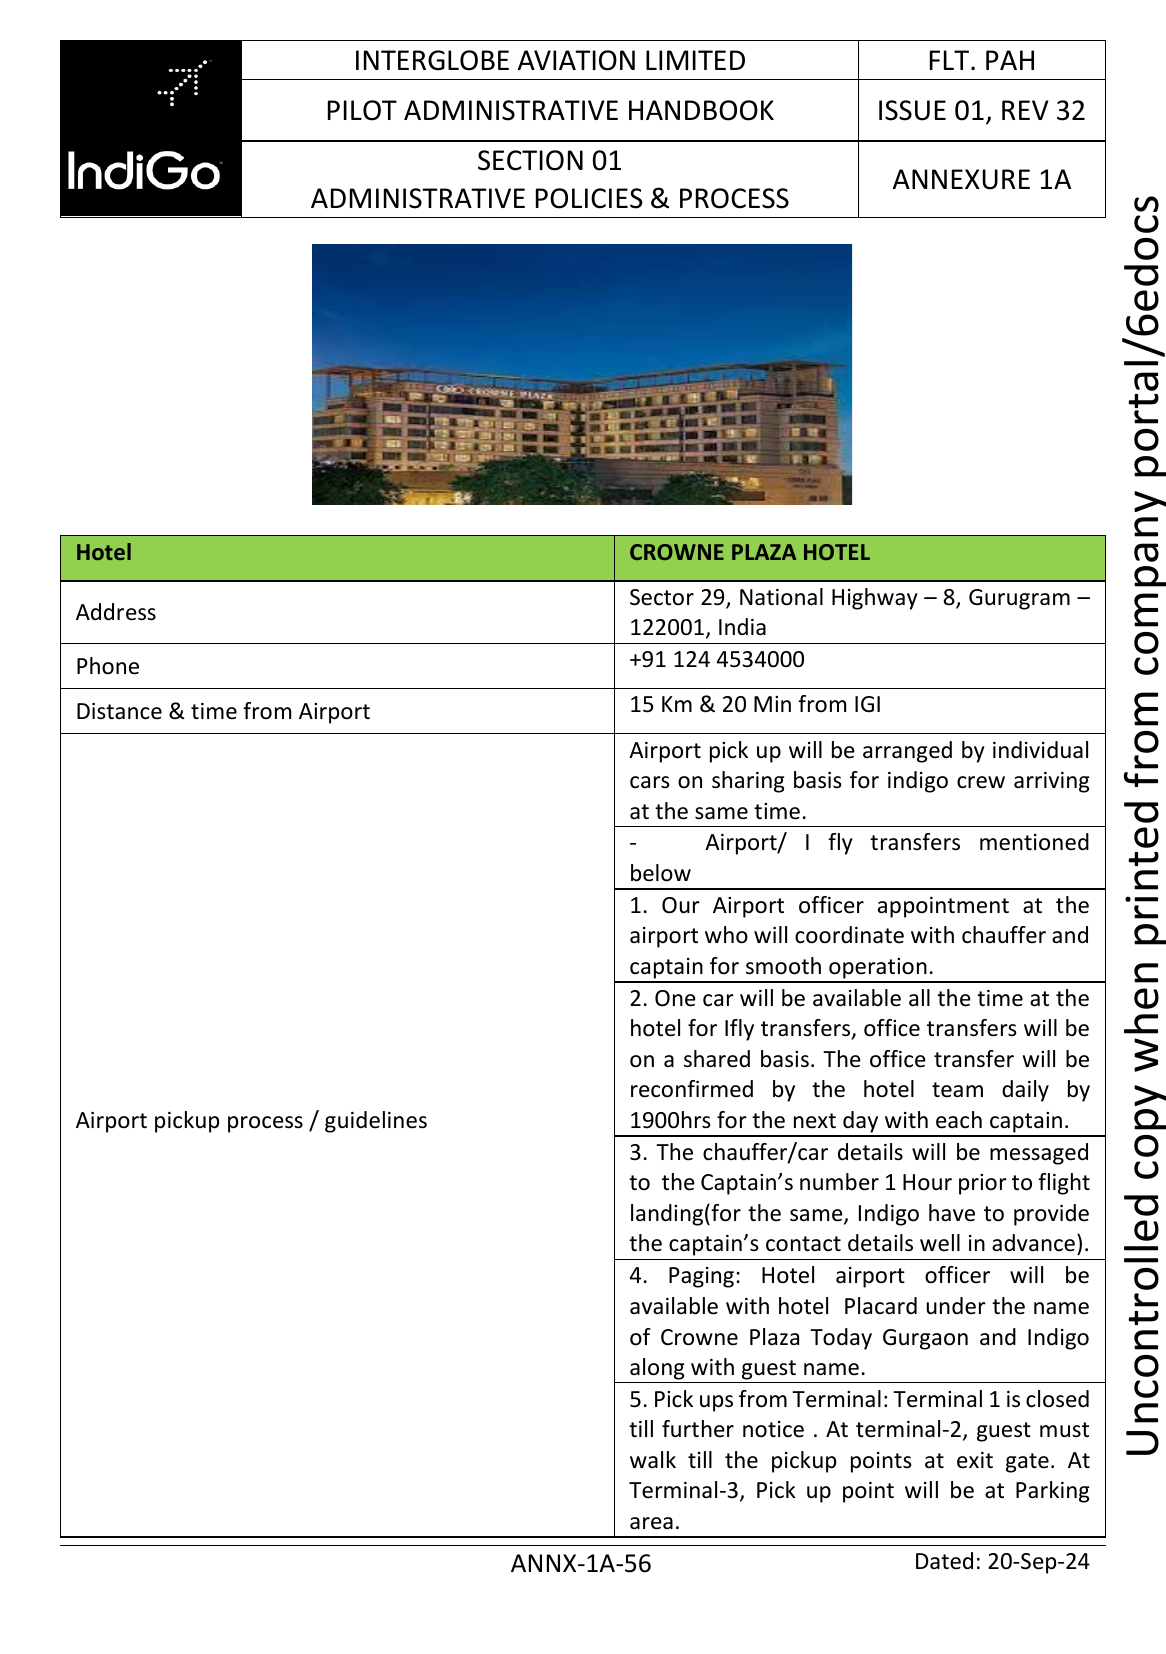 IndiGo
INTERGLOBE AVIATION LIMITED
FLT. PAH
PILOT ADMINISTRATIVE HANDBOOK
ISSUE 01, REV 32
SECTION 01
ADMINISTRATIVE POLICIES & PROCESS
ANNEXURE 1A
CROWNE PLAZA
Hotel
CROWNE PLAZA HOTEL
Address
Sector 29, National Highway – 8, Gurugram –
122001, India
Phone
+91 124 4534000
Distance & time from Airport
15 Km & 20 Min from IGI
Airport pickup process / guidelines
Airport pick up will be arranged by individual
cars on sharing basis for indigo crew arriving
at the same time.
- Airport/ I fly transfers mentioned
below
1. Our Airport officer appointment at the
airport who will coordinate with chauffer and
captain for smooth operation.
2. One car will be available all the time at the
hotel for Ifly transfers, office transfers will be
on a shared basis. The office transfer will be
reconfirmed by the hotel team daily by
1900hrs for the next day with each captain.
3. The chauffer/car details will be messaged
to the Captain’s number 1 Hour prior to flight
landing(for the same, Indigo have to provide
the captain’s contact details well in advance).
4. Paging: Hotel airport officer will be
available with hotel Placard under the name
of Crowne Plaza Today Gurgaon and Indigo
along with guest name.
5. Pick ups from Terminal: Terminal 1 is closed
till further notice . At terminal-2, guest must
walk till the pickup points at exit gate. At
Terminal-3, Pick up point will be at Parking
area.
ANNX-1A-56
Dated: 20-Sep-24
Uncontrolled copy when printed from company portal/6edocs